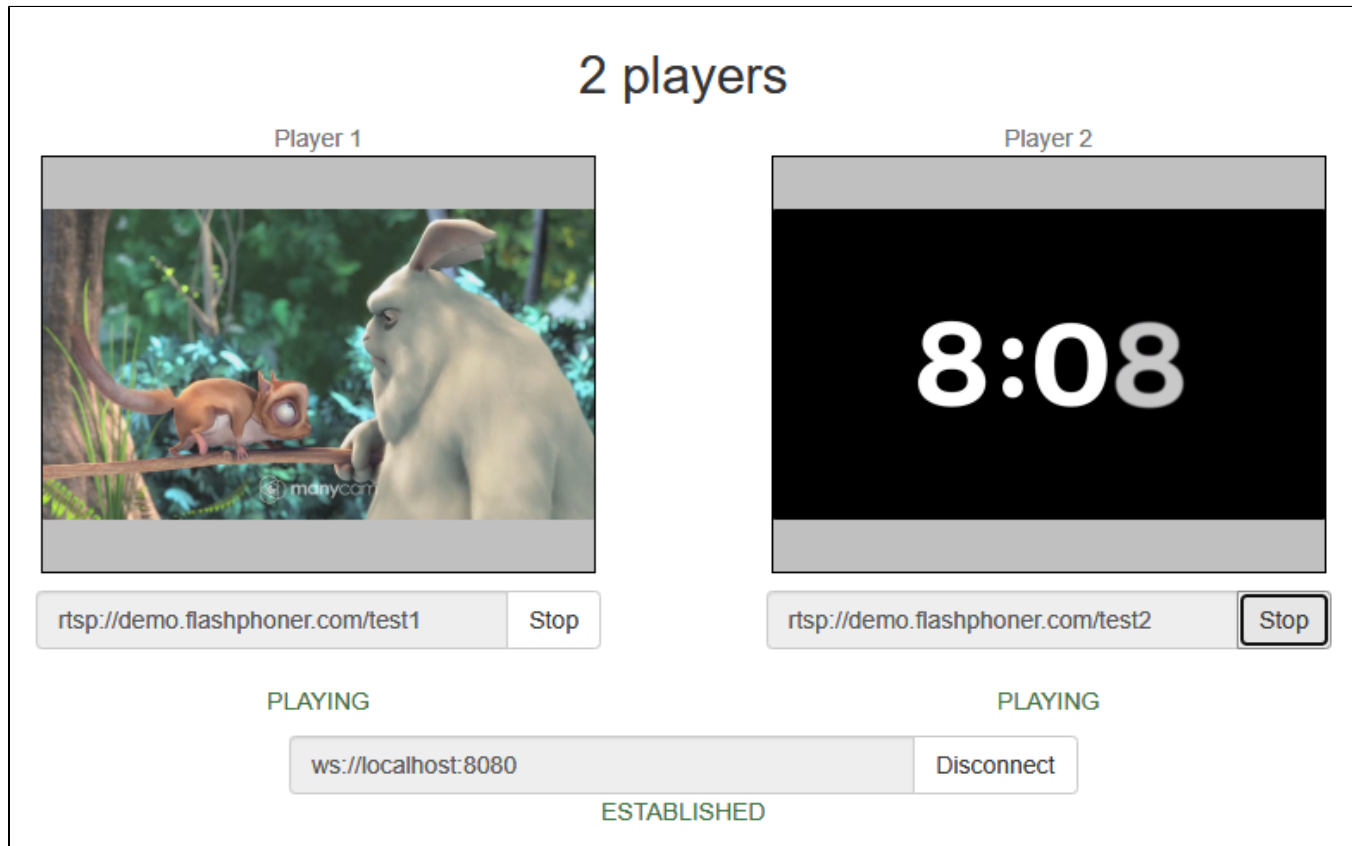 2 players
Player 1
Player 2
manycam
8:08
rtsp://demo.flashphoner.com/test1
Stop
rtsp://demo.flashphoner.com/test2
Stop
PLAYING
PLAYING
ws://localhost:8080
Disconnect
ESTABLISHED